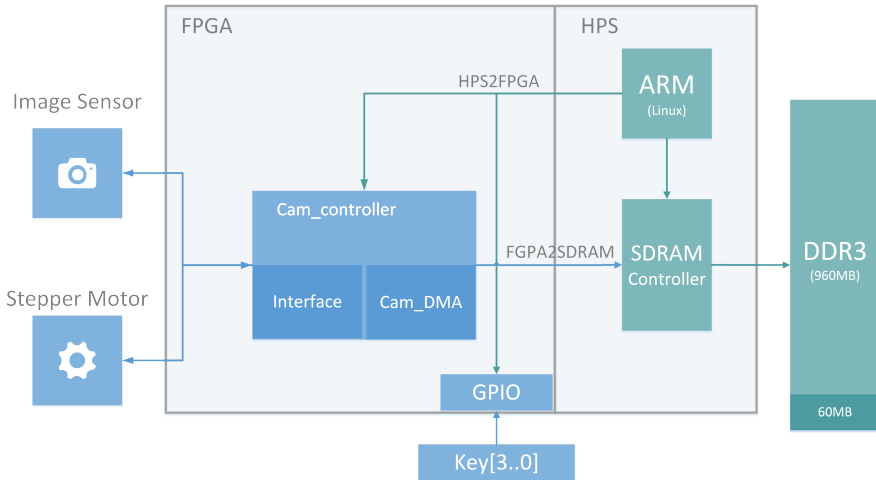 FPGA
HPS
HPS2FPGA
ARM
(Linux)
Image Sensor
Cam_controller
FGPA2SDRAM
SDRAM
Controller
DDR3
(960MB)
Interface
Cam_DMA
Stepper Motor
GPIO
60MB
Key[3..0]